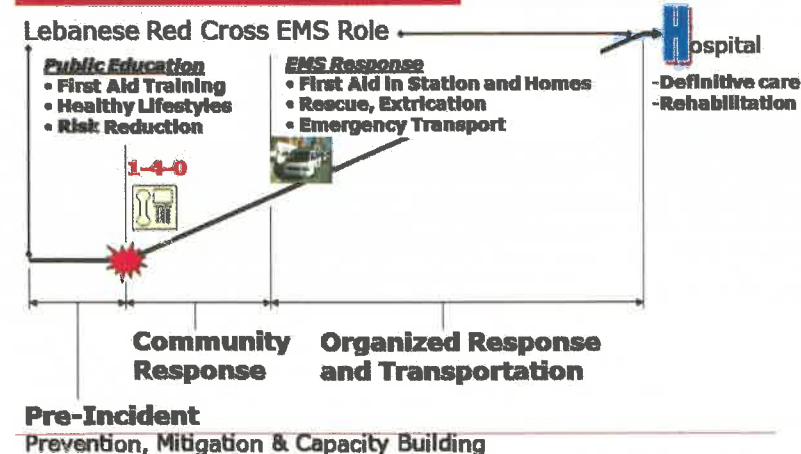 Lebanese Red Cross EMS Role
Hospital
-Definitive care
-Rehabilitation
Public Education
• First Aid Training
• Healthy Lifestyles
• Risk Reduction
EMS Response
• First Aid in Station and Homes
• Rescue, Extrication
• Emergency Transport
1-4-0
Community
Response
Organized Response
and Transportation
Pre-Incident
Prevention, Mitigation & Capacity Building